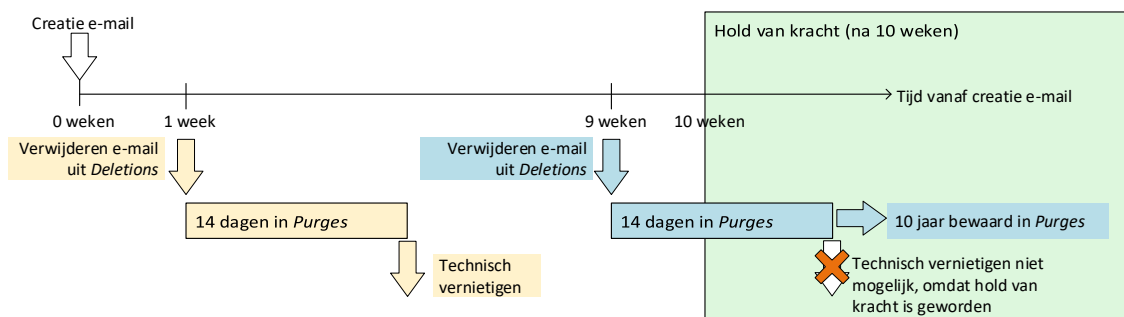 Creatie e-mail
Hold van kracht (na 10 weken)
Tijd vanaf creatie e-mail
0 weken
1 week
9 weken
10 weken
Verwijderen e-mail
uit Deletions
Verwijderen e-mail
uit Deletions
14 dagen in Purges
14 dagen in Purges
10 jaar bewaard in Purges
Technisch
vernietigen
Technisch vernietigen niet
mogelijk, omdat hold van
kracht is geworden